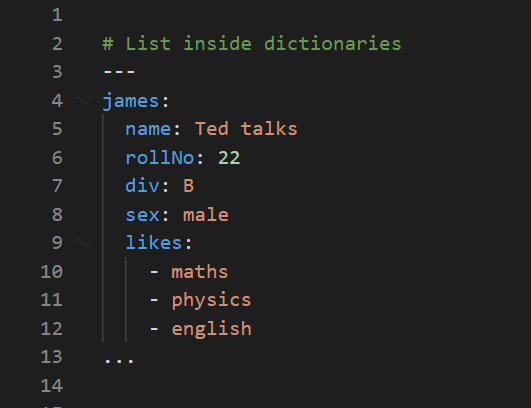 1
2 # List inside dictionaries
3 ---
4 james:
5   name: Ted talks
6   rollNo: 22
7   div: B
8   sex: male
9   likes:
10     - maths
11     - physics
12     - english
13 ...
14